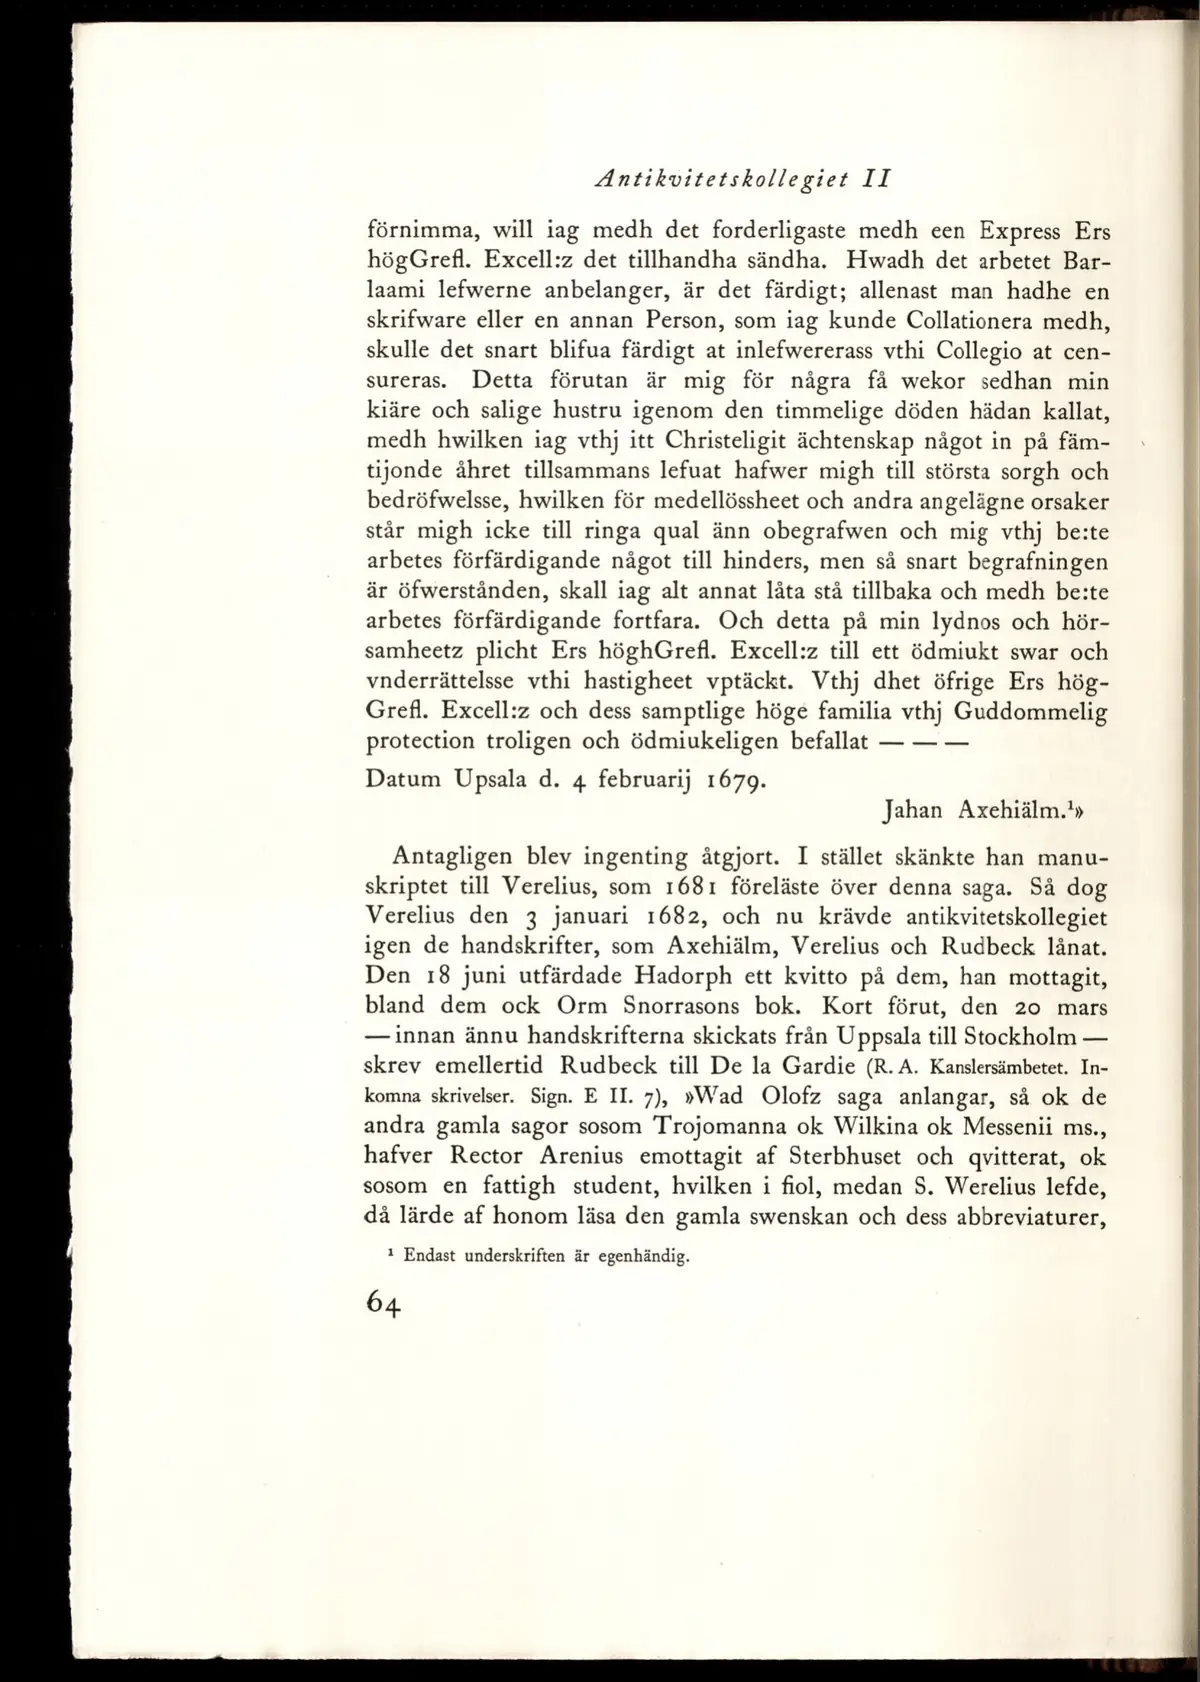 Antikvitetskollegiet II
förnimma, will iag medh det forderligaste medh een Express Ers
högGrefl. Excell:z det tillhandha sändha. Hwadh det arbetet Bar-
laami lefwerne anbelanger, är det färdigt; allenast man hadhe en
skrifware eller en annan Person, som iag kunde Collationera medh,
skulle det snart blifua färdigt at inlefwererass vthi Collegio at cen-
sureras. Detta förutan är mig för några få wekor sedhan min
kiäre och salige hustru igenom den timmelige döden hädan kallat,
medh hwilken iag vthj itt Christeligit ächtenskap något in på fäm-
tijonde åhret tillsammans lefuat hafwer migh till största sorgh och
bedröfwelsse, hwilken för medellössheet och andra angelägne orsaker
står migh icke till ringa qual änn obegrafwen och mig vthj be:te
arbetes förfärdigande något till hinders, men så snart begrafningen
är öfwerstånden, skall iag alt annat låta stå tillbaka och medh be:te
arbetes förfärdigande fortfara. Och detta på min lydnos och hör-
samheetz plicht Ers höghGrefl. Excell:z till ett ödmiukt swar och
vnderrättelsse vthi hastigheet vptäckt. Vthj dhet öfrige Ers hög-
Grefl. Excell:z och dess samptlige höge familia vthj Guddommelig
protection troligen och ödmiukeligen befallat — — —
Datum Upsala d. 4 februarij 1679.
Jahan Axehiälm.¹»
Antagligen blev ingenting åtgjort. I stället skänkte han manu-
skriptet till Verelius, som 1681 föreläste över denna saga. Så dog
Verelius den 3 januari 1682, och nu krävde antikvitetskollegiet
igen de handskrifter, som Axehiälm, Verelius och Rudbeck lånat.
Den 18 juni utfärdade Hadorph ett kvitto på dem, han mottagit,
bland dem ock Orm Snorrasons bok. Kort förut, den 20 mars
— innan ännu handskrifterna skickats från Uppsala till Stockholm —
skrev emellertid Rudbeck till De la Gardie (R. A. Kanslersämbetet. In-
komna skrivelser. Sign. E II. 7), »Wad Olofz saga anlangar, så ok de
andra gamla sagor sosom Trojomanna ok Wilkina ok Messenii ms.,
hafver Rector Arenius emottagit af Sterbhuset och qvitterat, ok
sosom en fattigh student, hvilken i fiol, medan S. Werelius lefde,
då lärde af honom läsa den gamla swenskan och dess abbreviaturer,
¹ Endast underskriften är egenhändig.
64